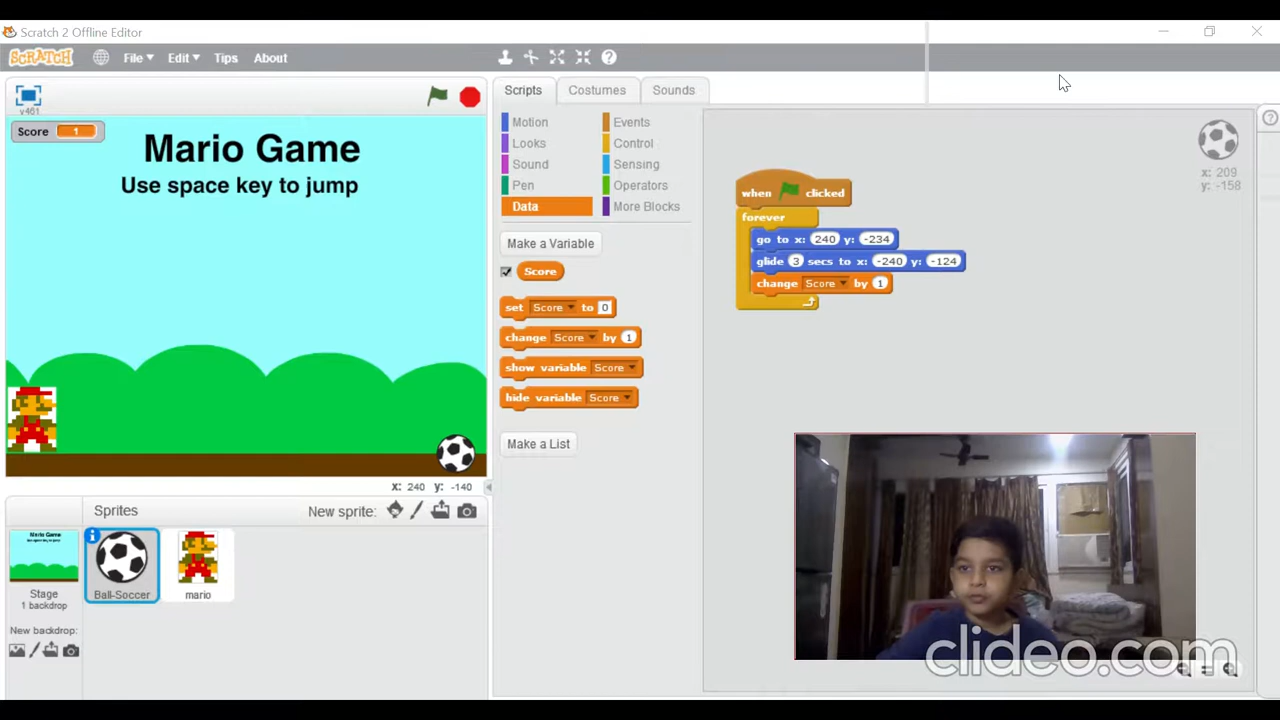 Scratch 2 Offline Editor
SCRATCH File Edit Tips About
v461
Scripts Costumes Sounds
Score 1
Mario Game
Use space key to jump
Motion Events
Looks Control
Sound Sensing
Pen Operators
Data More Blocks
Make a Variable
Score
set Score to 0
change Score by 1
show variable Score
hide variable Score
Make a List
when clicked
forever
go to x: 240 y: -234
glide 3 secs to x: -240 y: -124
change Score by 1
x: 209
y: -158
x: 240 y: -140
Sprites New sprite:
Mario Game
Stage
1 backdrop
New backdrop:
Ball-Soccer
mario
clideo.com